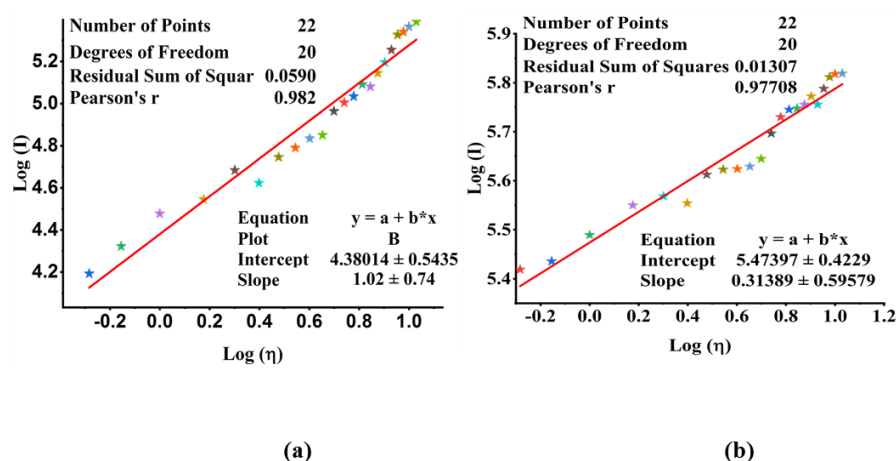 Number of Points 22
Degrees of Freedom 20
Residual Sum of Squar 0.0590
Pearson's r 0.982
5.2
5.0
4.8
4.6
4.4
4.2
Log (I)
Equation y = a + b*x
Plot B
Intercept 4.38014 ± 0.5435
Slope 1.02 ± 0.74
-0.2 0.0 0.2 0.4 0.6 0.8 1.0
Log (η)
(a)
Number of Points 22
Degrees of Freedom 20
Residual Sum of Squares 0.01307
Pearson's r 0.97708
5.9
5.8
5.7
5.6
5.5
5.4
Log (I)
Equation y = a + b*x
Intercept 5.47397 ± 0.4229
Slope 0.31389 ± 0.59579
-0.2 0.0 0.2 0.4 0.6 0.8 1.0 1.2
Log (η)
(b)